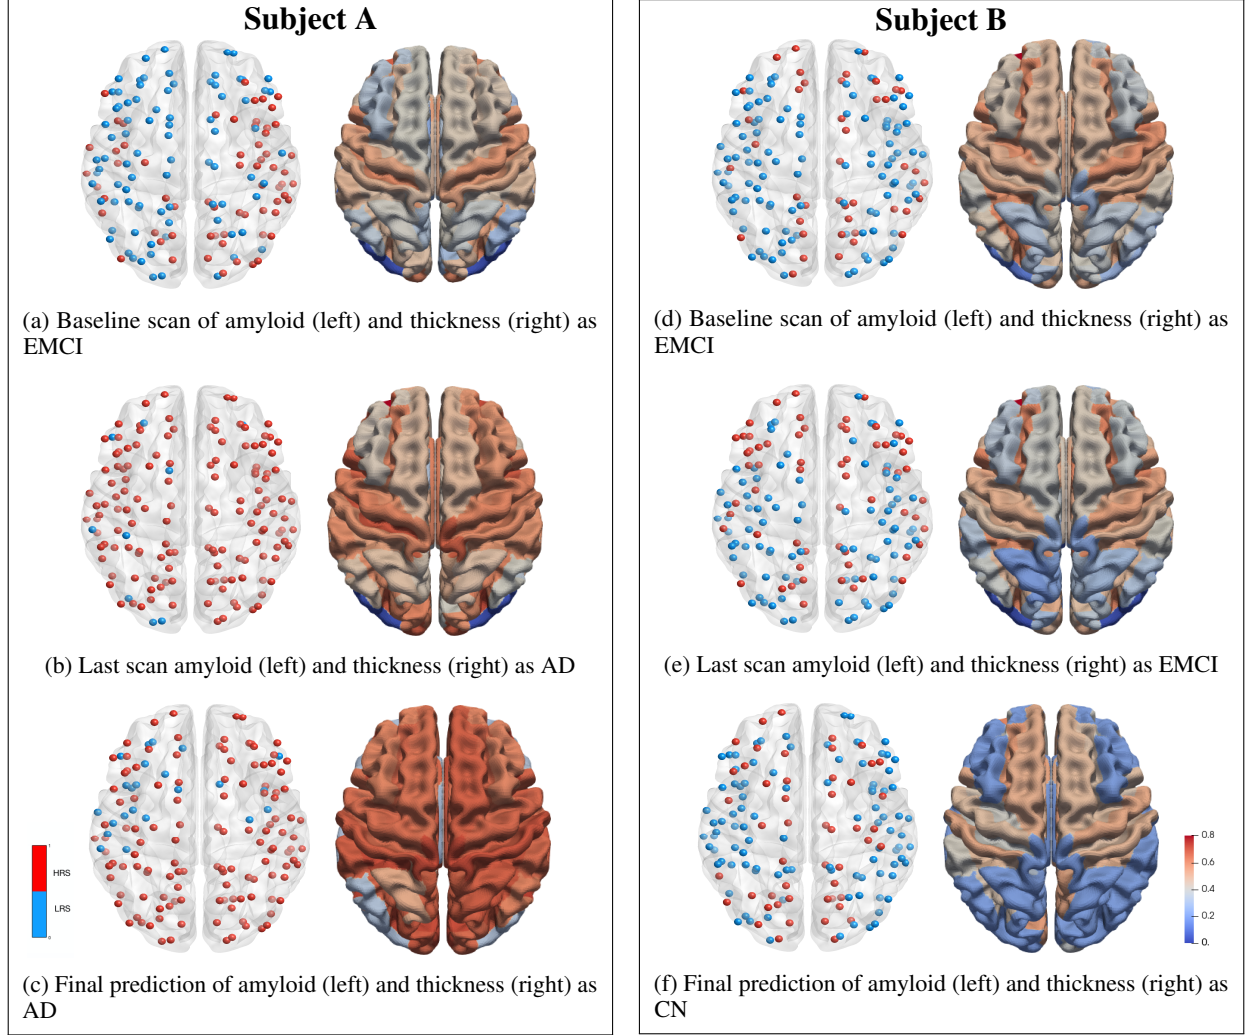 Subject A
(a) Baseline scan of amyloid (left) and thickness (right) as
EMCI
(b) Last scan amyloid (left) and thickness (right) as AD
1
HRS
LRS
0
(c) Final prediction of amyloid (left) and thickness (right) as
AD
Subject B
(d) Baseline scan of amyloid (left) and thickness (right) as
EMCI
(e) Last scan amyloid (left) and thickness (right) as EMCI
0.8
0.6
0.4
0.2
0.
(f) Final prediction of amyloid (left) and thickness (right) as
CN